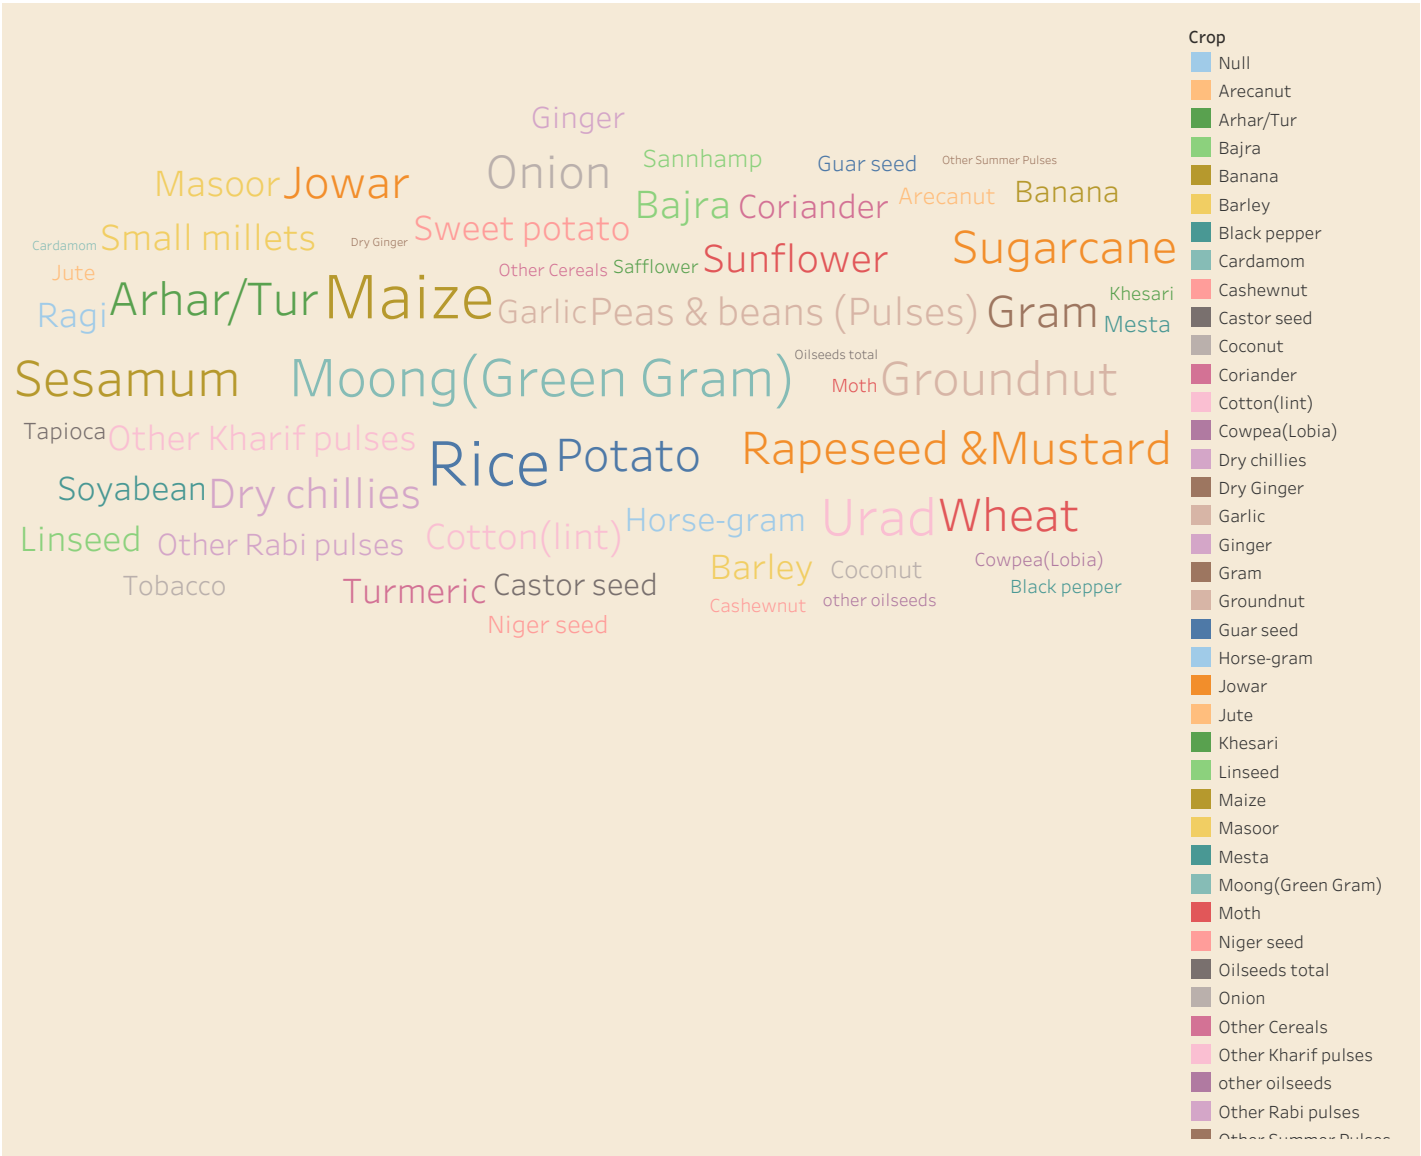 Ginger
Onion
Sannhamp
Guar seed
Other Summer Pulses
Masoor
Jowar
Bajra
Coriander
Arecanut
Banana
Small millets
Dry Ginger
Sweet potato
Cardamom
Jute
Other Cereals
Safflower
Sunflower
Sugarcane
Ragi
Arhar/Tur
Maize
Garlic
Peas & beans (Pulses)
Gram
Khesari
Mesta
Sesamum
Moong(Green Gram)
Oilseeds total
Moth
Groundnut
Tapioca
Other Kharif pulses
Rice
Potato
Rapeseed &Mustard
Soyabean
Dry chillies
Cotton(lint)
Horse-gram
Urad
Wheat
Linseed
Other Rabi pulses
Barley
Coconut
Cowpea(Lobia)
Tobacco
Turmeric
Castor seed
Cashewnut
other oilseeds
Black pepper
Niger seed
Crop
Null
Arecanut
Arhar/Tur
Bajra
Banana
Barley
Black pepper
Cardamom
Cashewnut
Castor seed
Coconut
Coriander
Cotton(lint)
Cowpea(Lobia)
Dry chillies
Dry Ginger
Garlic
Ginger
Gram
Groundnut
Guar seed
Horse-gram
Jowar
Jute
Khesari
Linseed
Maize
Masoor
Mesta
Moong(Green Gram)
Moth
Niger seed
Oilseeds total
Onion
Other Cereals
Other Kharif pulses
other oilseeds
Other Rabi pulses
Other Summer Pulses